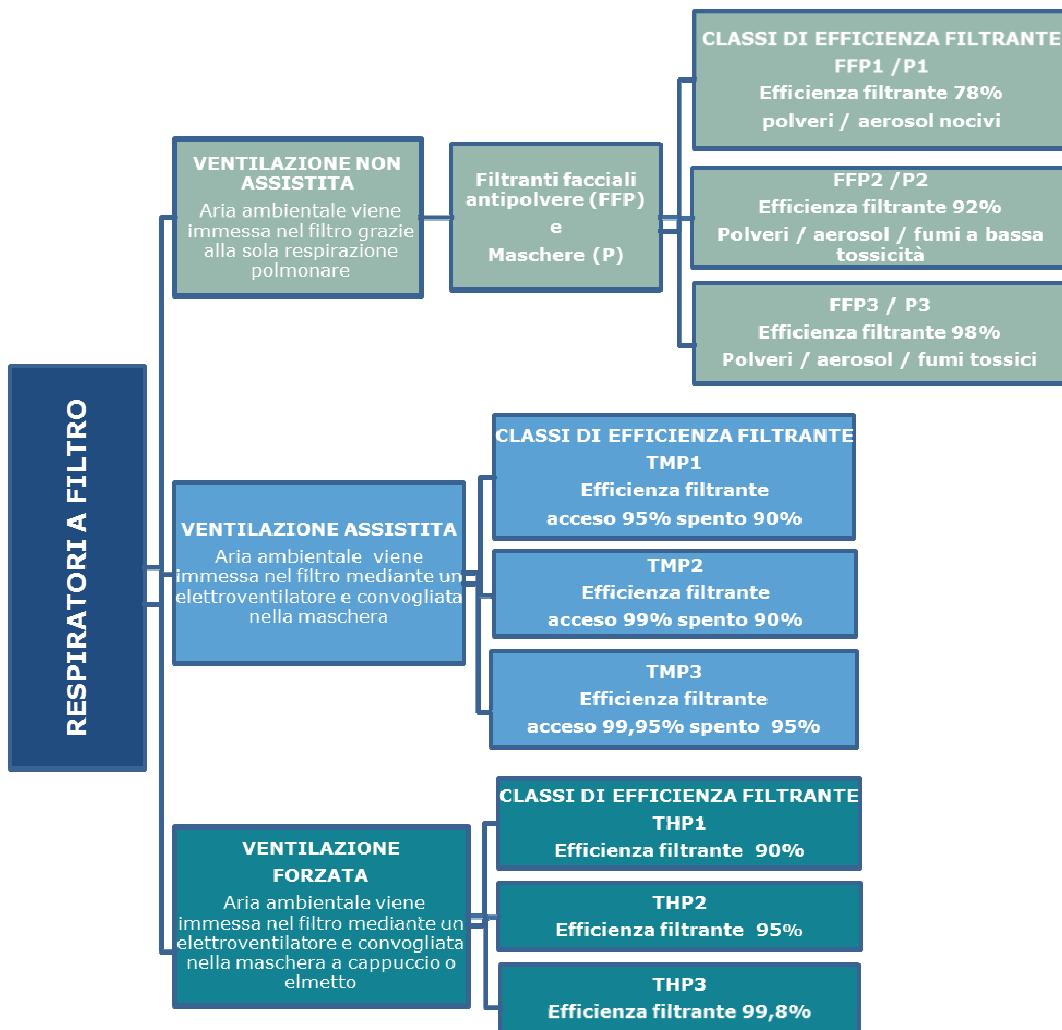 RESPIRATORI A FILTRO
VENTILAZIONE NON
ASSISTITA
Aria ambientale viene
immessa nel filtro grazie
alla sola respirazione
polmonare
Filtranti facciali
antipolvere (FFP)
e
Maschere (P)
CLASSI DI EFFICIENZA FILTRANTE
FFP1 /P1
Efficienza filtrante 78%
polveri / aerosol nocivi
FFP2 /P2
Efficienza filtrante 92%
Polveri / aerosol / fumi a bassa
tossicità
FFP3 / P3
Efficienza filtrante 98%
Polveri / aerosol / fumi tossici
VENTILAZIONE ASSISTITA
Aria ambientale viene
immessa nel filtro mediante un
elettroventilatore e convogliata
nella maschera
CLASSI DI EFFICIENZA FILTRANTE
TMP1
Efficienza filtrante
acceso 95% spento 90%
TMP2
Efficienza filtrante
acceso 99% spento 90%
TMP3
Efficienza filtrante
acceso 99,95% spento 95%
VENTILAZIONE
FORZATA
Aria ambientale viene
immessa nel filtro mediante un
elettroventilatore e convogliata
nella maschera a cappuccio o
elmetto
CLASSI DI EFFICIENZA FILTRANTE
THP1
Efficienza filtrante 90%
THP2
Efficienza filtrante 95%
THP3
Efficienza filtrante 99,8%